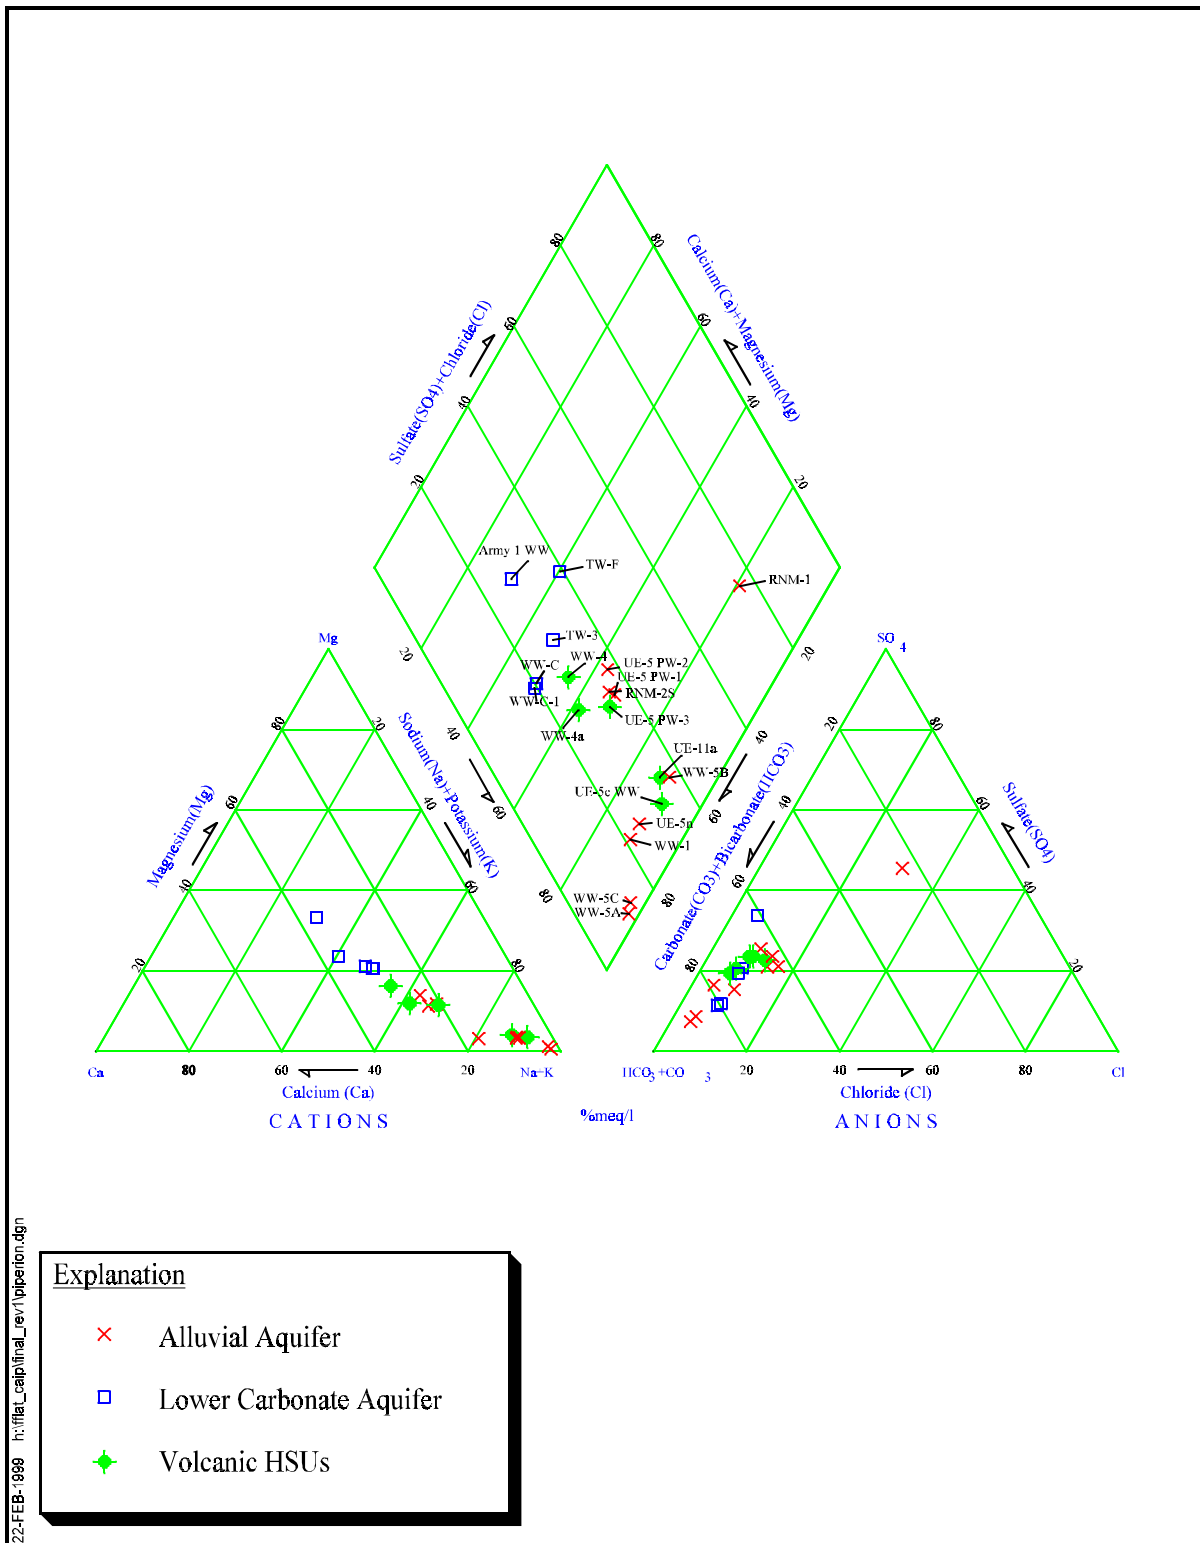 80
80
Calcium(Ca)+Magnesium(Mg)
Sulfate(SO4)+Chloride(Cl)
60
60
40
40
20
20
Army 1 WW
TW-F
RNM-1
Mg
TW-3
SO4
20
20
WW-C
WW-4
UE-5 PW-2
UE-5 PW-1
RNM-2S
WW-C-1
UE-5 PW-3
WW-4a
80
20
Sodium(Na)+Potassium(K)
40
40
20
80
UE-11a
WW-5B
UE-5c WW
Magnesium(Mg)
60
40
60
60
Carbonate(CO3)+Bicarbonate(HCO3)
40
60
Sulfate(SO4)
UE-5n
WW-1
40
60
80
80
60
40
WW-5C
WW-5A
20
80
80
20
Ca
80
60
40
20
Na+K
HCO3+CO3
20
40
60
80
Cl
Calcium (Ca)
Chloride (Cl)
CATIONS
%meq/l
ANIONS
Explanation
Alluvial Aquifer
Lower Carbonate Aquifer
Volcanic HSUs
22-FEB-1999 h:\fflat_caip\final_rev1\piperion.dgn